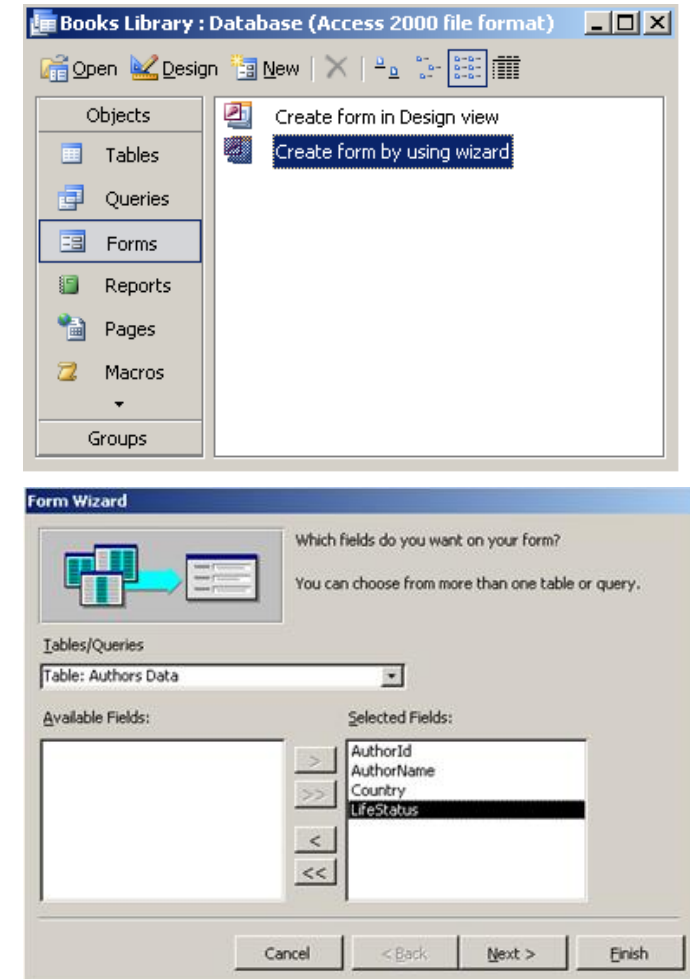 Books Library : Database (Access 2000 file format)
Open Design New
Objects
Tables
Queries
Forms
Reports
Pages
Macros
Groups
Create form in Design view
Create form by using wizard
Form Wizard
Which fields do you want on your form?
You can choose from more than one table or query.
Tables/Queries
Table: Authors Data
Available Fields:
Selected Fields:
>
>>
<
<<
AuthorId
AuthorName
Country
LifeStatus
Cancel < Back Next > Finish